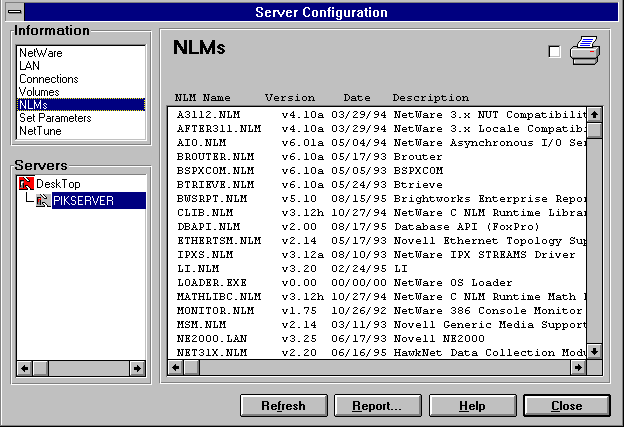 Server Configuration
Information
NetWare
LAN
Connections
Volumes
NLMs
Set Parameters
NetTune
Servers
DeskTop
PIKSERVER
NLMs
NLM Name Version Date Description
A3112.NLM v4.10a 03/29/94 NetWare 3.x NUT Compatibilit
AFTER311.NLM v4.10a 03/29/94 NetWare 3.x Locale Compatib
AIO.NLM v6.01a 05/04/94 NetWare Asynchronous I/O Se
BROUTER.NLM v6.10a 05/17/93 Brouter
BSPXCOM.NLM v6.10a 05/05/93 BSPXCOM
BTRIEVE.NLM v6.10a 05/24/93 Btrieve
BWSRPT.NLM v5.10 08/15/95 Brightworks Enterprise Repor
CLIB.NLM v3.12h 10/27/94 NetWare C NLM Runtime Librar
DBAPI.NLM v2.00 08/17/95 Database API (FoxPro)
ETHERTSM.NLM v2.14 05/17/93 Novell Ethernet Topology Sup
IPXS.NLM v3.12a 08/10/93 NetWare IPX STREAMS Driver
LI.NLM v3.20 02/24/95 LI
LOADER.EXE v0.00 00/00/00 NetWare OS Loader
MATHLIBC.NLM v3.12h 10/27/94 NetWare C NLM Runtime Math
MONITOR.NLM v1.75 10/26/92 NetWare 386 Console Monitor
MSM.NLM v2.14 03/11/93 Novell Generic Media Support
NE2000.LAN v3.25 06/17/93 Novell NE2000
NET31X.NLM v2.20 06/16/95 HawkNet Data Collection Modu
Refresh
Report...
Help
Close